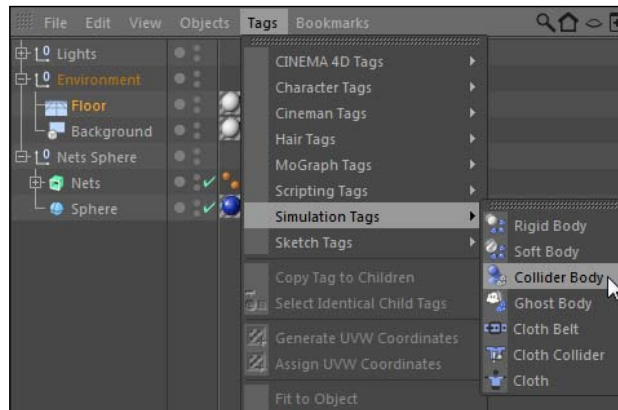 File Edit View Objects Tags Bookmarks
Lights
Environment
Floor
Background
Nets Sphere
Nets
Sphere
CINEMA 4D Tags
Character Tags
Cineman Tags
Hair Tags
MoGraph Tags
Scripting Tags
Simulation Tags
Sketch Tags
Copy Tag to Children
Select Identical Child Tags
Generate UVW Coordinates
Assign UVW Coordinates
Fit to Object
Rigid Body
Soft Body
Collider Body
Ghost Body
Cloth Belt
Cloth Collider
Cloth